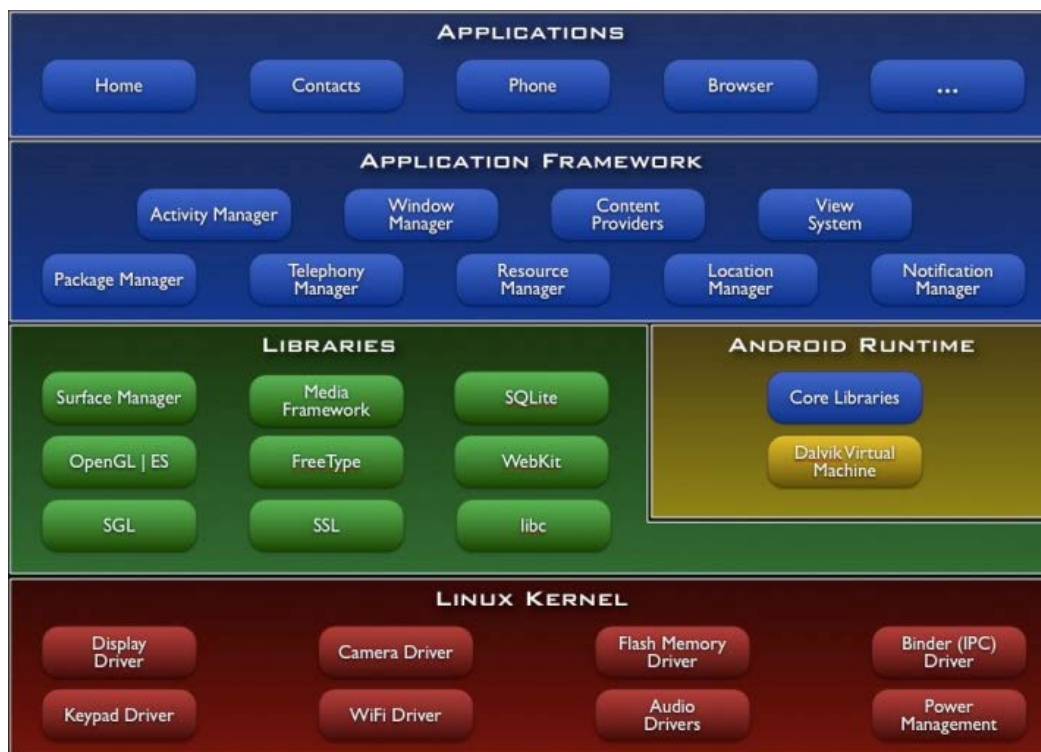 APPLICATIONS
Home
Contacts
Phone
Browser
...
APPLICATION FRAMEWORK
Activity Manager
Window
Manager
Content
Providers
View
System
Package Manager
Telephony
Manager
Resource
Manager
Location
Manager
Notification
Manager
LIBRARIES
Surface Manager
Media
Framework
SQLite
OpenGL | ES
FreeType
WebKit
SGL
SSL
libc
ANDROID RUNTIME
Core Libraries
Dalvik Virtual
Machine
LINUX KERNEL
Display
Driver
Camera Driver
Flash Memory
Driver
Binder (IPC)
Driver
Keypad Driver
WiFi Driver
Audio
Drivers
Power
Management